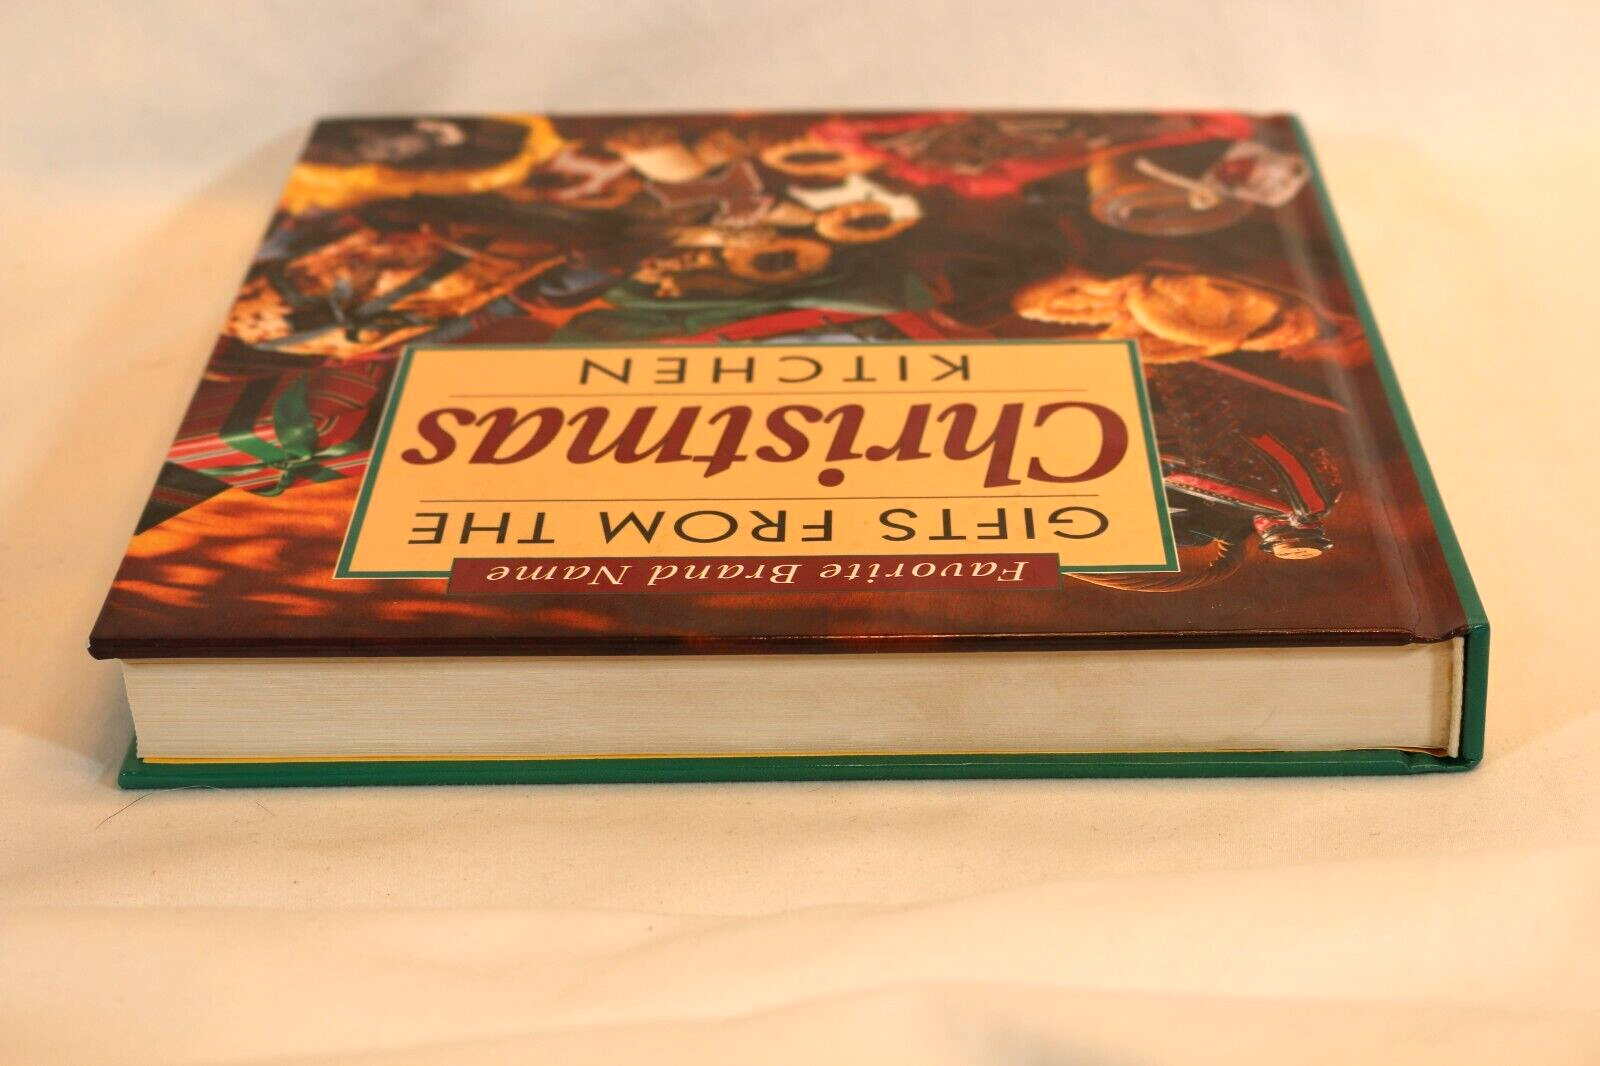 Favorite Brand Name
GIFTS FROM THE
Christmas
KITCHEN